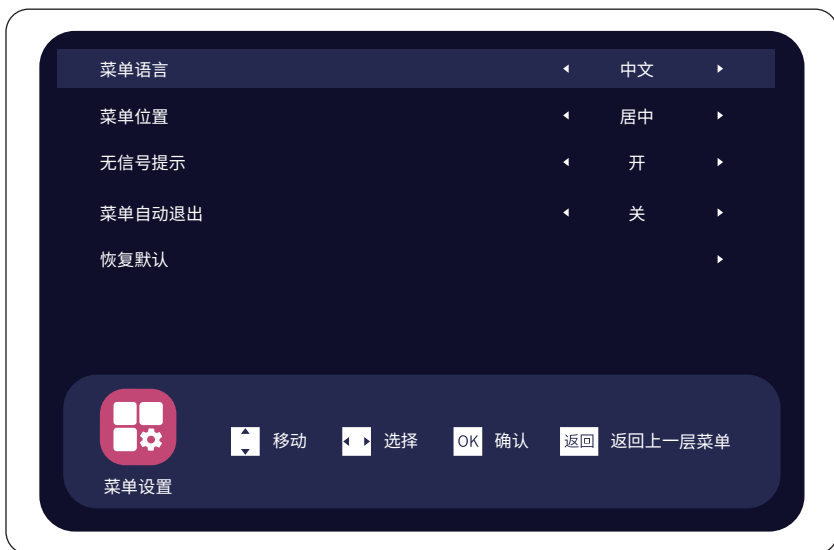 菜单语言 中文
菜单位置 居中
无信号提示 开
菜单自动退出 关
恢复默认
移动 选择 OK 确认 返回 返回上一层菜单
菜单设置